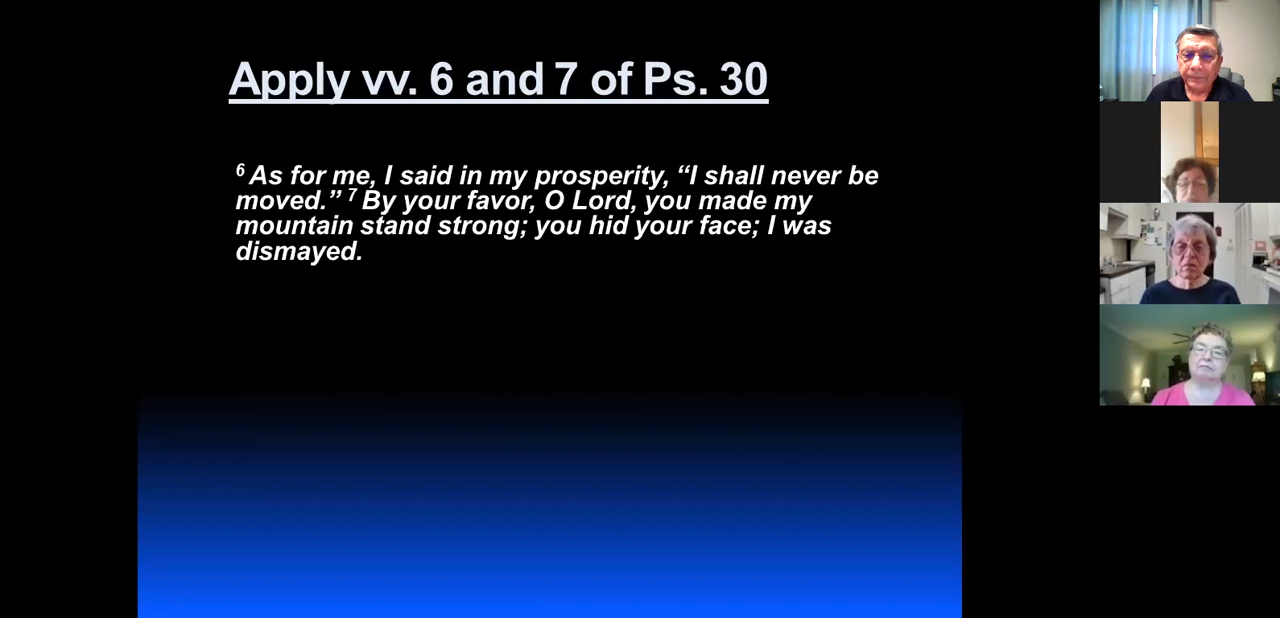 Apply vv. 6 and 7 of Ps. 30
6 As for me, I said in my prosperity, “I shall never be
moved.” 7 By your favor, O Lord, you made my
mountain stand strong; you hid your face; I was
dismayed.